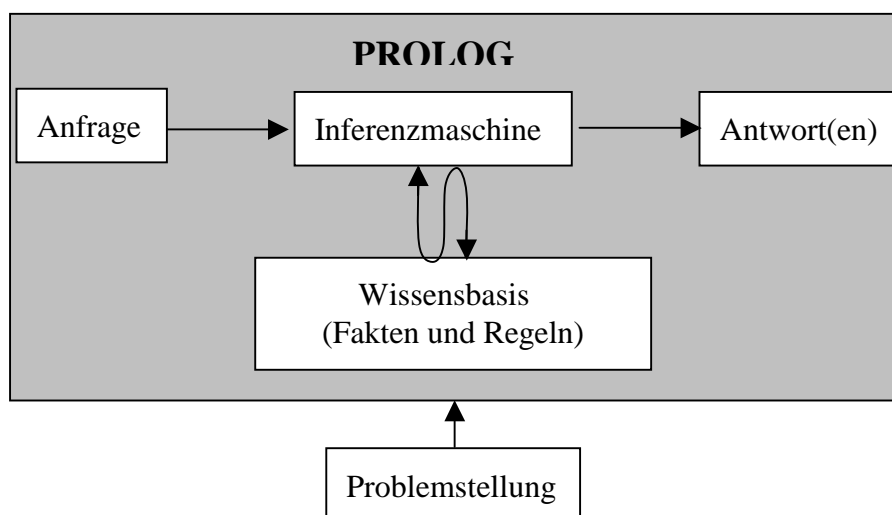 PROLOG
Anfrage
Inferenzmaschine
Antwort(en)
Wissensbasis
(Fakten und Regeln)
Problemstellung